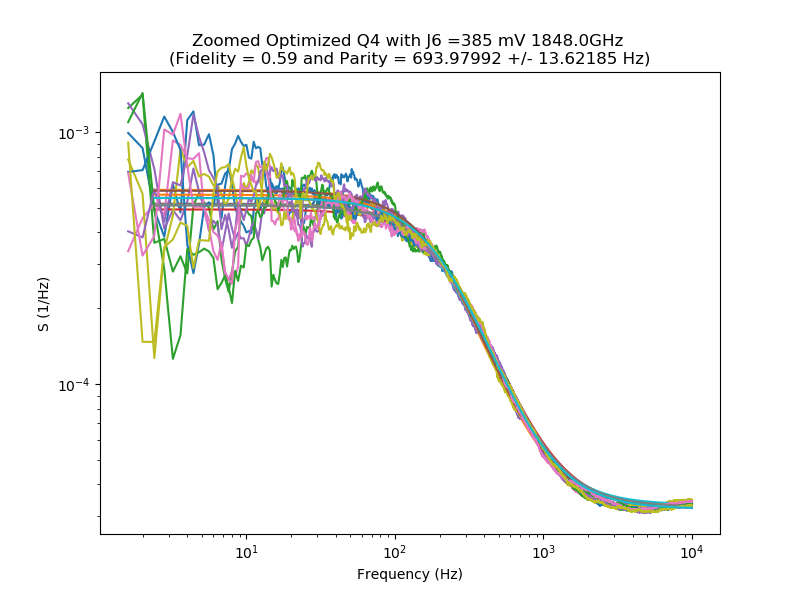 Zoomed Optimized Q4 with J6 =385 mV 1848.0GHz
(Fidelity = 0.59 and Parity = 693.97992 +/- 13.62185 Hz)
10⁻³
10⁻⁴
S (1/Hz)
10¹
10²
10³
10⁴
Frequency (Hz)